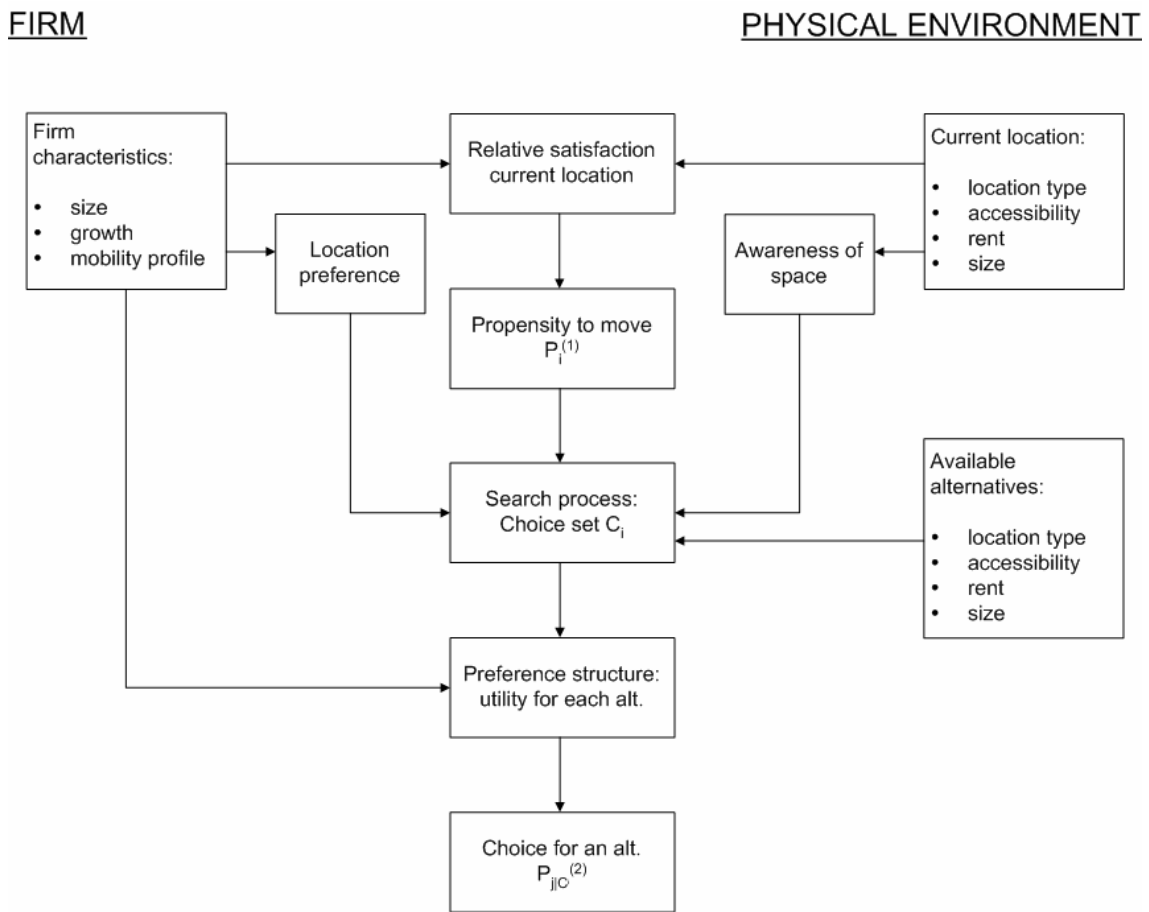 FIRM
PHYSICAL ENVIRONMENT
Firm
characteristics:
• size
• growth
• mobility profile
Relative satisfaction
current location
Current location:
• location type
• accessibility
• rent
• size
Location
preference
Awareness of
space
Propensity to move
P_i^(1)
Search process:
Choice set C_i
Available
alternatives:
• location type
• accessibility
• rent
• size
Preference structure:
utility for each alt.
Choice for an alt.
P_j|C^(2)